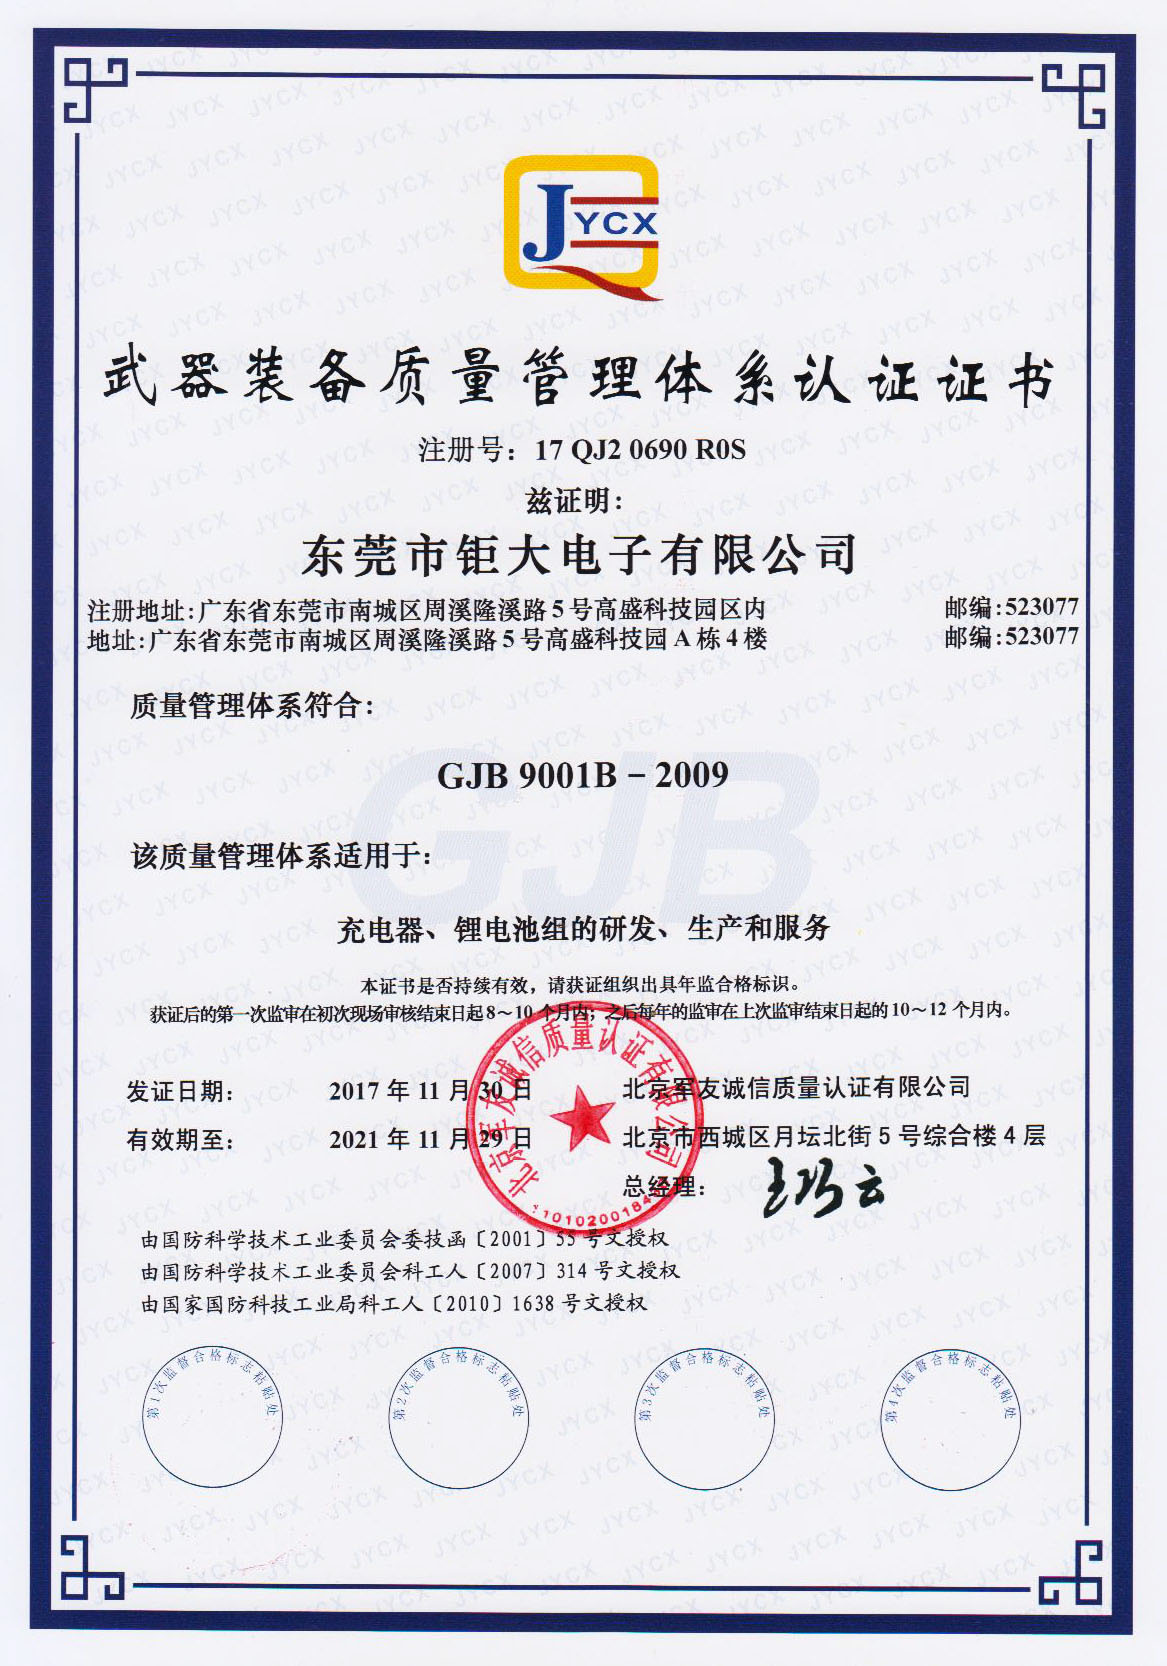 JYCX
武器装备质量管理体系认证证书
注册号：17 QJ2 0690 R0S
兹证明：
东莞市钜大电子有限公司
注册地址：广东省东莞市南城区周溪隆溪路5号高盛科技园区内 邮编：523077
地址：广东省东莞市南城区周溪隆溪路5号高盛科技园A栋4楼 邮编：523077
质量管理体系符合：
GJB
GJB 9001B－2009
该质量管理体系适用于：
充电器、锂电池组的研发、生产和服务
本证书是否持续有效，请获证组织出具年监合格标识。
获证后的第一次监审在初次现场审核结束日起8～10个月内；之后每年的监审在上次监审结束日起的10～12个月内。
发证日期： 2017年11月30日 北京军友诚信质量认证有限公司
有效期至： 2021年11月29日 北京市西城区月坛北街5号综合楼4层
总经理：王巧云
北京军友诚信质量认证有限公司
由国防科学技术工业委员会委技函〔2001〕55号文授权
由国防科学技术工业委员会科工人〔2007〕314号文授权
由国家国防科技工业局科工人〔2010〕1638号文授权
第1次监督合格标志粘贴处
第2次监督合格标志粘贴处
第3次监督合格标志粘贴处
第4次监督合格标志粘贴处